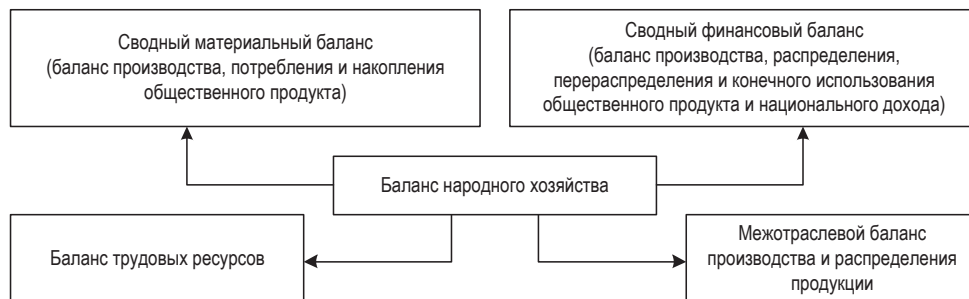 Сводный материальный баланс
(баланс производства, потребления и накопления
общественного продукта)
Сводный финансовый баланс
(баланс производства, распределения,
перераспределения и конечного использования
общественного продукта и национального дохода)
Баланс народного хозяйства
Баланс трудовых ресурсов
Межотраслевой баланс
производства и распределения
продукции